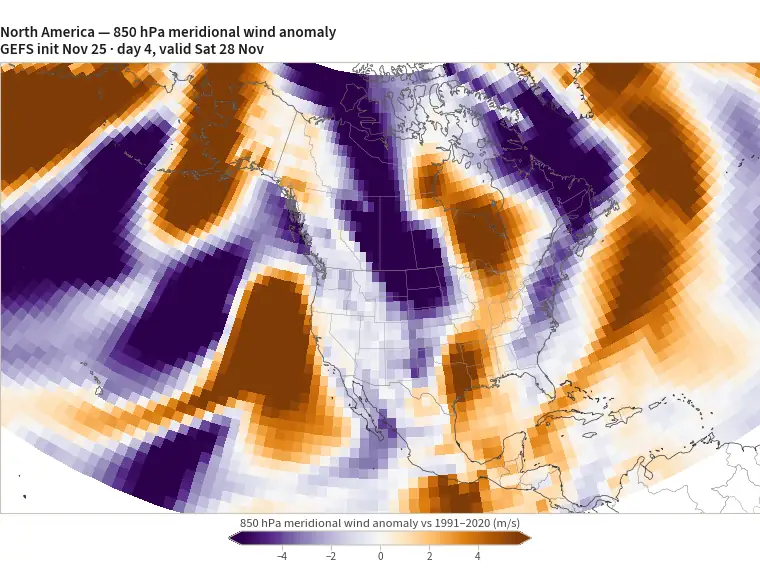 North America — 850 hPa meridional wind anomaly
GEFS init Nov 25 · day 4, valid Sat 28 Nov
850 hPa meridional wind anomaly vs 1991–2020 (m/s)
−4 −2 0 2 4